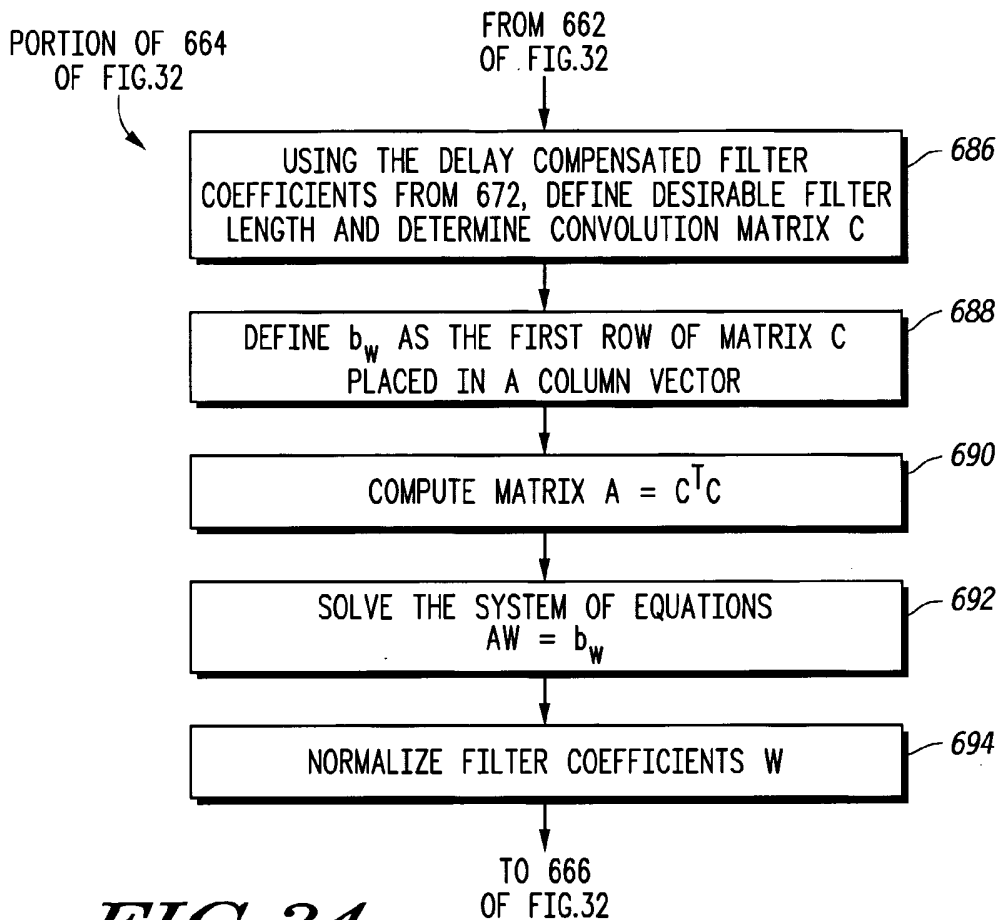 PORTION OF 664
OF FIG.32
FROM 662
OF FIG.32
USING THE DELAY COMPENSATED FILTER
COEFFICIENTS FROM 672, DEFINE DESIRABLE FILTER
LENGTH AND DETERMINE CONVOLUTION MATRIX C
686
DEFINE b_w AS THE FIRST ROW OF MATRIX C
PLACED IN A COLUMN VECTOR
688
COMPUTE MATRIX A = C^T C
690
SOLVE THE SYSTEM OF EQUATIONS
AW = b_w
692
NORMALIZE FILTER COEFFICIENTS W
694
TO 666
OF FIG.32
FIG.34